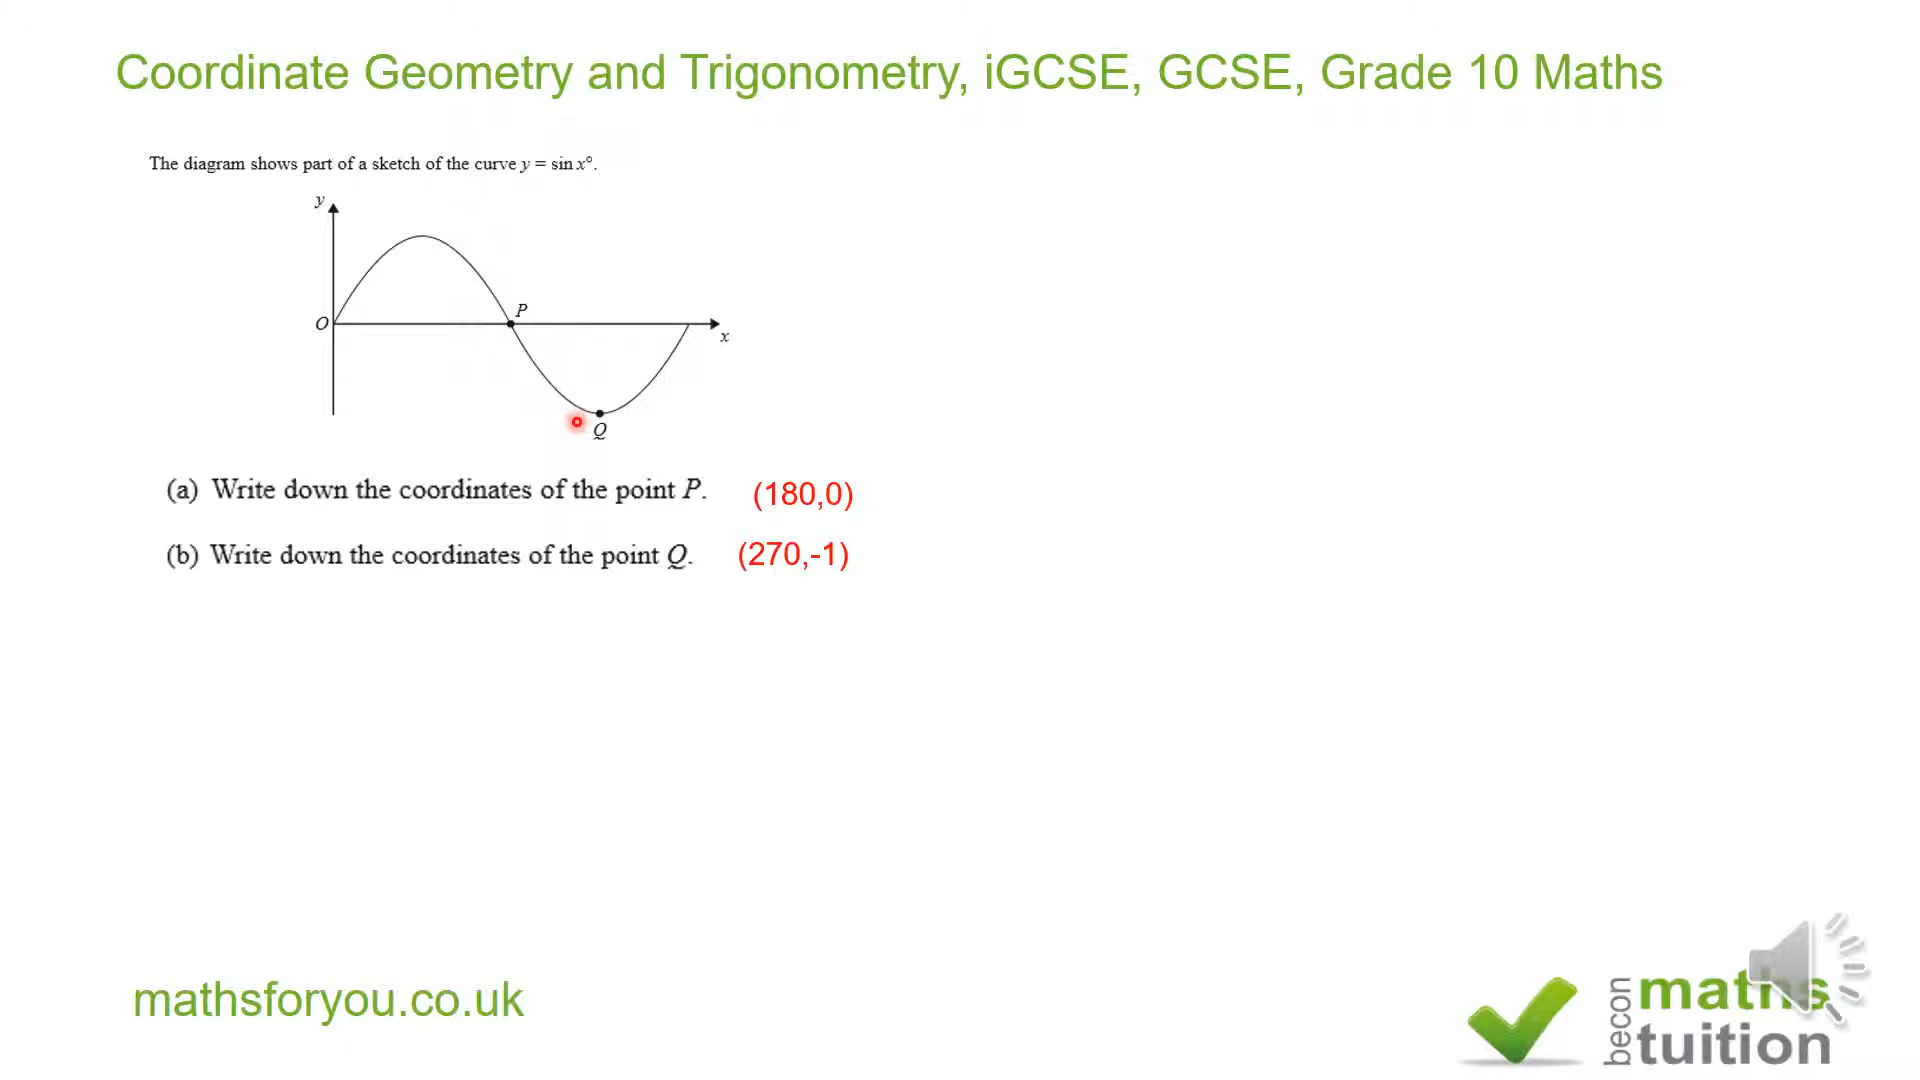 Coordinate Geometry and Trigonometry, iGCSE, GCSE, Grade 10 Maths
The diagram shows part of a sketch of the curve y = sin x°.
y
P
O
x
Q
(a) Write down the coordinates of the point P. (180,0)
(b) Write down the coordinates of the point Q. (270,-1)
mathsforyou.co.uk
becon
maths
tuition